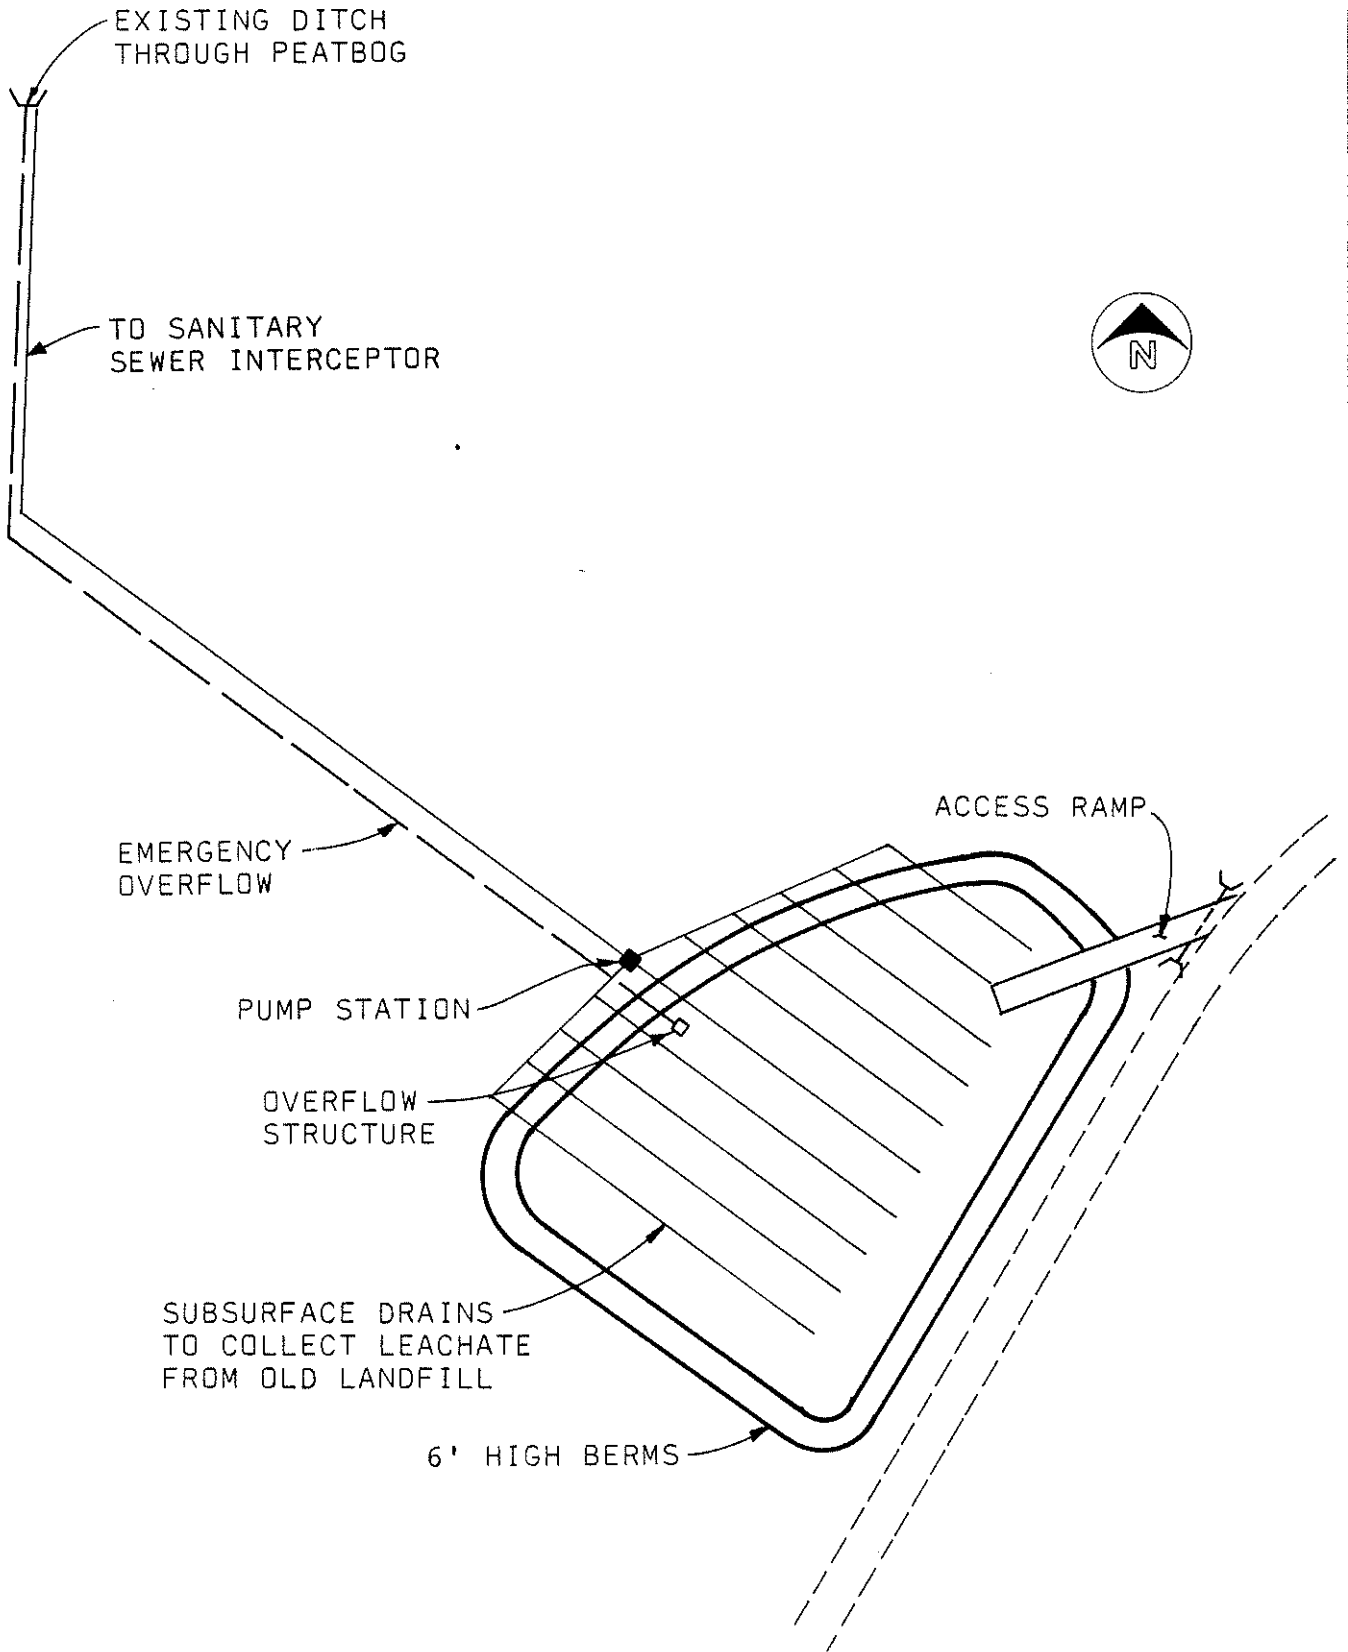 EXISTING DITCH
THROUGH PEATBOG
TO SANITARY
SEWER INTERCEPTOR
N
ACCESS RAMP
EMERGENCY
OVERFLOW
PUMP STATION
OVERFLOW
STRUCTURE
SUBSURFACE DRAINS
TO COLLECT LEACHATE
FROM OLD LANDFILL
6' HIGH BERMS